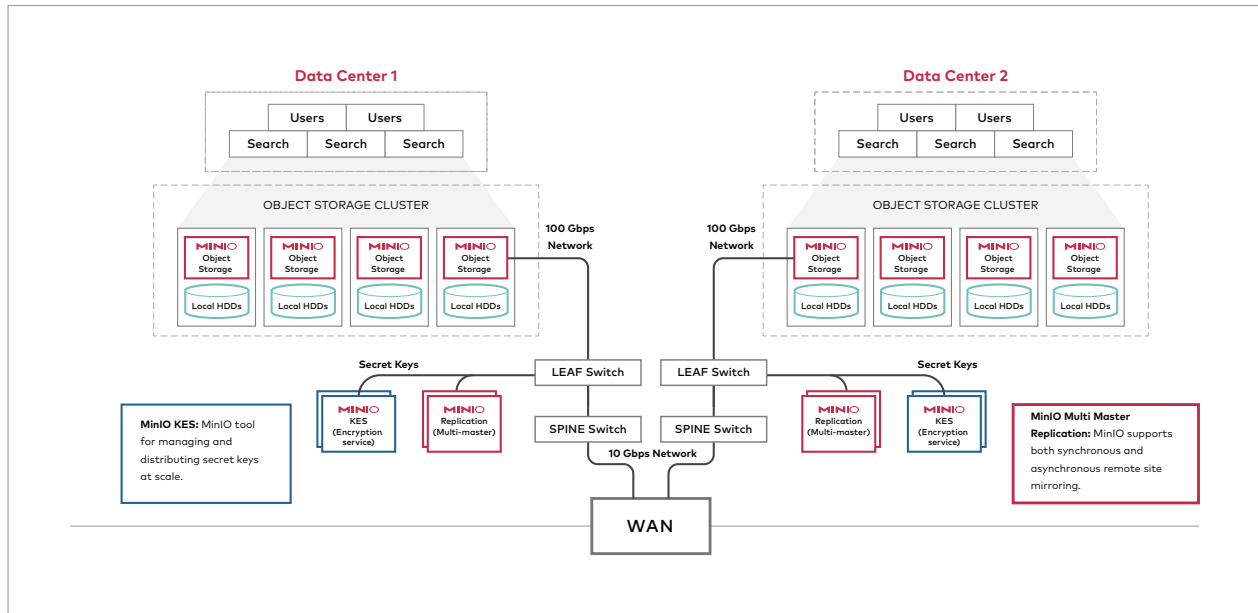 Data Center 1
Users Users
Search Search Search
OBJECT STORAGE CLUSTER
MINIO MINIO MINIO MINIO
Object Object Object Object
Storage Storage Storage Storage
Local HDDs Local HDDs Local HDDs Local HDDs
100 Gbps
Network
Data Center 2
Users Users
Search Search Search
OBJECT STORAGE CLUSTER
100 Gbps
Network
MINIO MINIO MINIO MINIO
Object Object Object Object
Storage Storage Storage Storage
Local HDDs Local HDDs Local HDDs Local HDDs
Secret Keys
LEAF Switch
LEAF Switch
Secret Keys
MINIO
KES
(Encryption
service)
MINIO
Replication
(Multi-master)
SPINE Switch
SPINE Switch
MINIO
Replication
(Multi-master)
MINIO
KES
(Encryption
service)
10 Gbps Network
MinIO KES: MinIO tool
for managing and
distributing secret keys
at scale.
MinIO Multi Master
Replication: MinIO supports
both synchronous and
asynchronous remote site
mirroring.
WAN